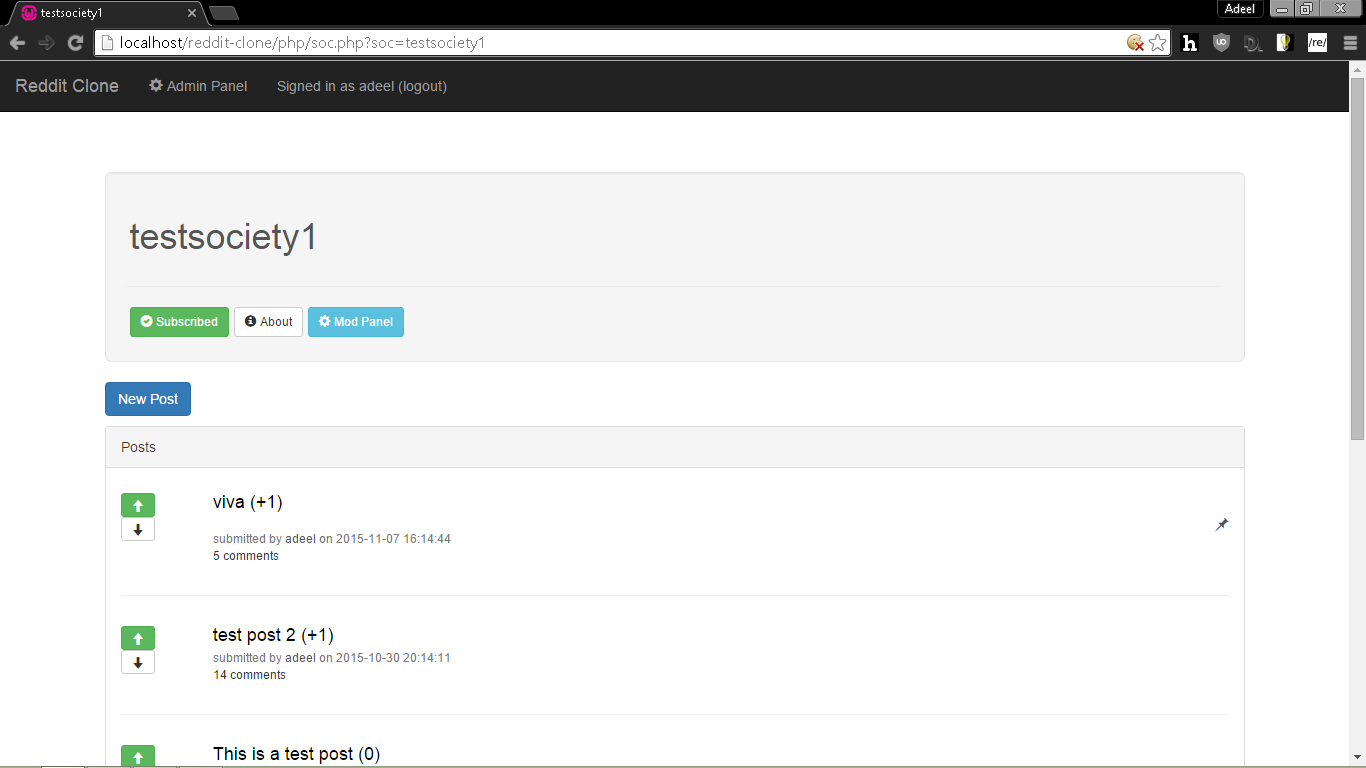 testsociety1
Adeel
localhost/reddit-clone/php/soc.php?soc=testsociety1
h
/re/
Reddit Clone Admin Panel Signed in as adeel (logout)
testsociety1
Subscribed About Mod Panel
New Post
Posts
viva (+1)
submitted by adeel on 2015-11-07 16:14:44
5 comments
test post 2 (+1)
submitted by adeel on 2015-10-30 20:14:11
14 comments
This is a test post (0)